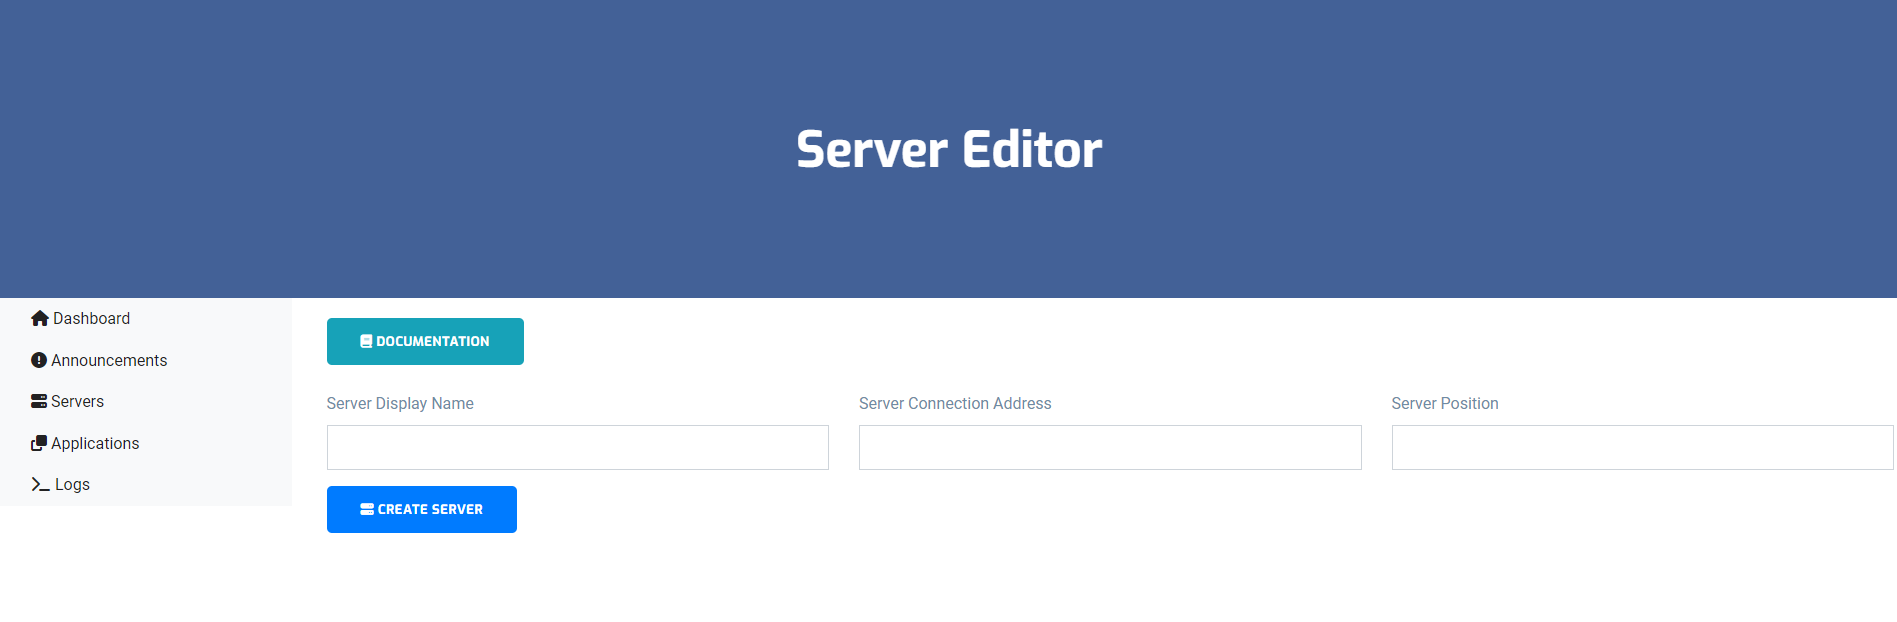 Server Editor
Dashboard
Announcements
Servers
Applications
Logs
DOCUMENTATION
Server Display Name
Server Connection Address
Server Position
CREATE SERVER